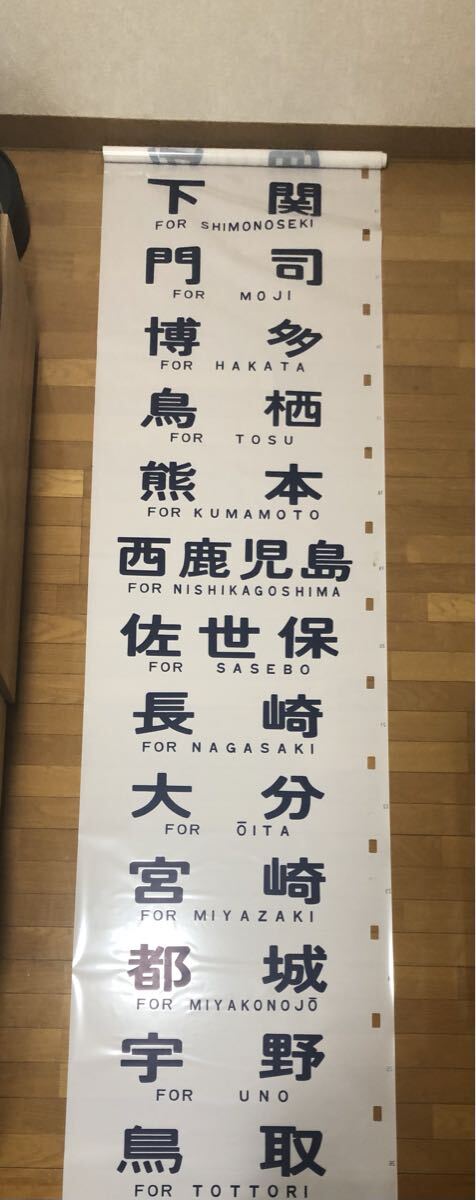 下関
FOR SHIMONOSEKI
門司
FOR MOJI
博多
FOR HAKATA
鳥栖
FOR TOSU
熊本
FOR KUMAMOTO
西鹿児島
FOR NISHIKAGOSHIMA
佐世保
FOR SASEBO
長崎
FOR NAGASAKI
大分
FOR ŌITA
宮崎
FOR MIYAZAKI
都城
FOR MIYAKONOJŌ
宇野
FOR UNO
鳥取
FOR TOTTORI